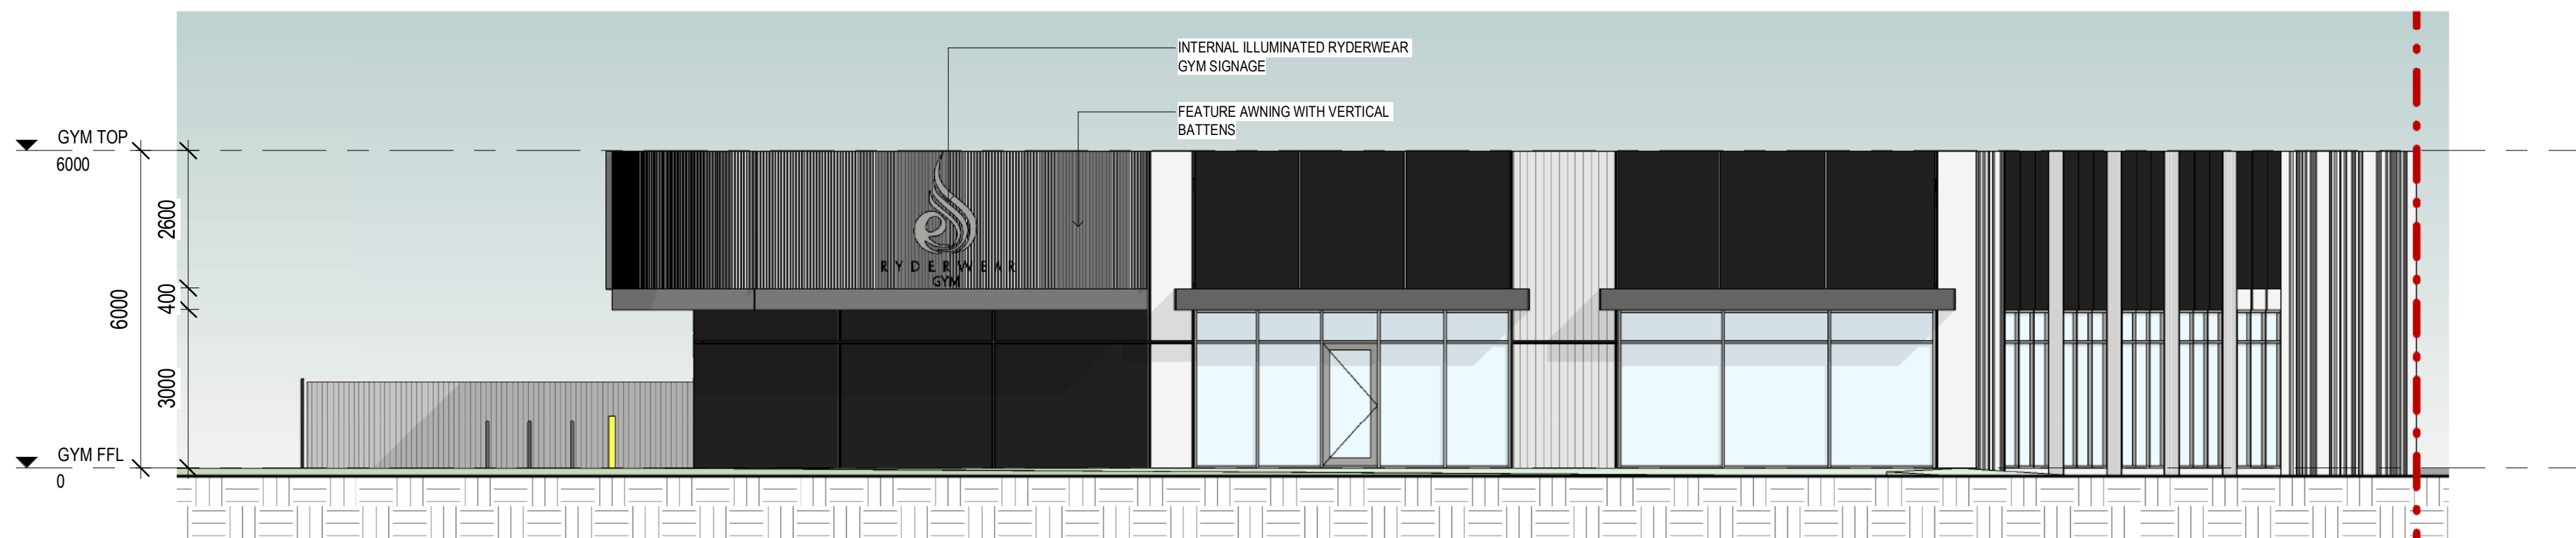 INTERNAL ILLUMINATED RYDERWEAR
GYM SIGNAGE
FEATURE AWNING WITH VERTICAL
BATTENS
GYM TOP
6000
2600
400
6000
3000
RYDERWEAR
GYM
GYM FFL
0